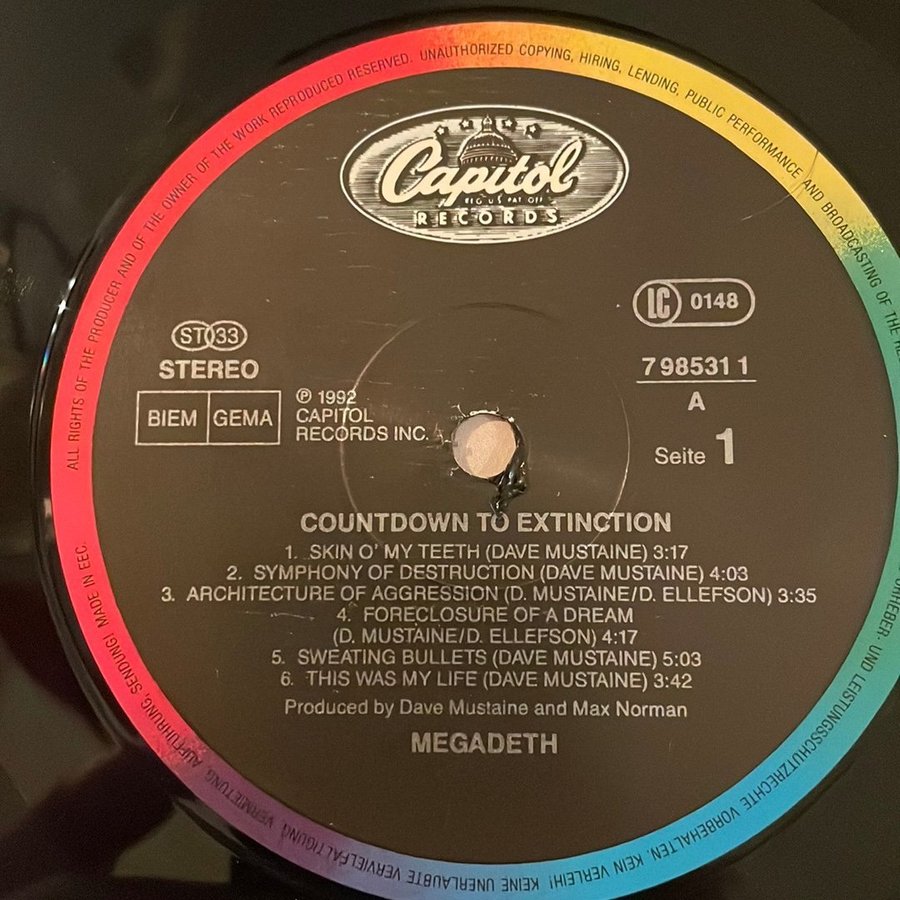 ALL RIGHTS OF THE PRODUCER AND OF THE OWNER OF THE WORK REPRODUCED RESERVED. UNAUTHORIZED COPYING, HIRING, LENDING, PUBLIC PERFORMANCE AND BROADCASTING OF THE
Capitol
REG. U.S. PAT. OFF.
RECORDS
LC 0148
ST 33
STEREO
7 98531 1
A
BIEM GEMA
℗ 1992
CAPITOL
RECORDS INC.
Seite 1
COUNTDOWN TO EXTINCTION
1. SKIN O' MY TEETH (DAVE MUSTAINE) 3:17
2. SYMPHONY OF DESTRUCTION (DAVE MUSTAINE) 4:03
3. ARCHITECTURE OF AGGRESSION (D. MUSTAINE/D. ELLEFSON) 3:35
4. FORECLOSURE OF A DREAM
(D. MUSTAINE/D. ELLEFSON) 4:17
5. SWEATING BULLETS (DAVE MUSTAINE) 5:03
6. THIS WAS MY LIFE (DAVE MUSTAINE) 3:42
Produced by Dave Mustaine and Max Norman
MEGADETH
URHEBER- UND LEISTUNGSSCHUTZRECHTE VORBEHALTEN. KEIN VERLEIH! KEINE UNERLAUBTE VERVIELFÄLTIGUNG, VERMIETUNG, AUFFÜHRUNG, SENDUNG! MADE IN EEC.